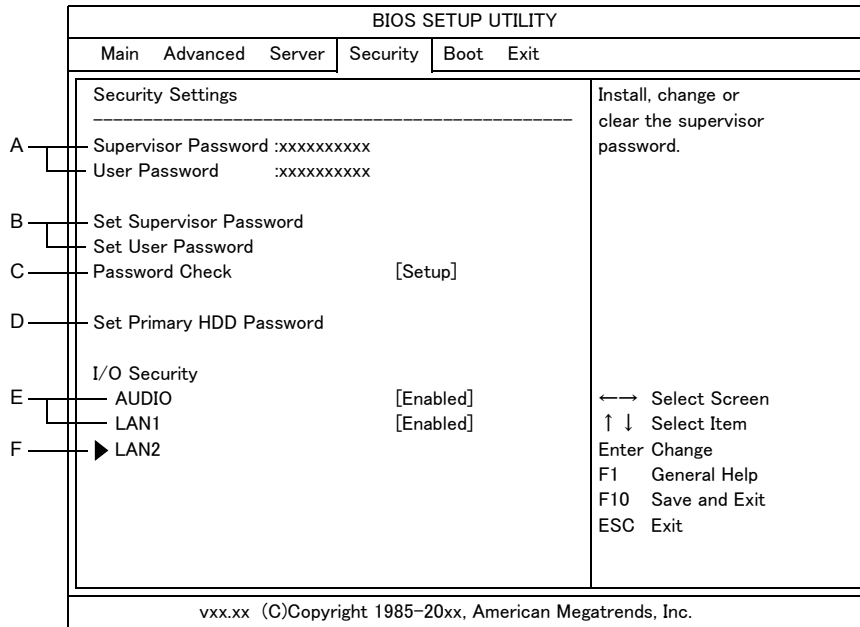 BIOS SETUP UTILITY
Main Advanced Server Security Boot Exit
Security Settings
Install, change or
clear the supervisor
password.
A
Supervisor Password :xxxxxxxxxx
User Password :xxxxxxxxxx
B
Set Supervisor Password
Set User Password
C
Password Check [Setup]
D
Set Primary HDD Password
I/O Security
E
AUDIO [Enabled]
LAN1 [Enabled]
F
▶ LAN2
←→ Select Screen
↑↓ Select Item
Enter Change
F1 General Help
F10 Save and Exit
ESC Exit
vxx.xx (C)Copyright 1985-20xx, American Megatrends, Inc.